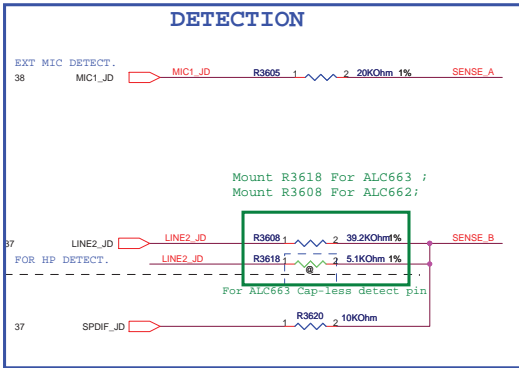 DETECTION
EXT MIC DETECT.
38 MIC1_JD MIC1_JD R3605 1 2 20KOhm 1% SENSE_A
Mount R3618 For ALC663 ;
Mount R3608 For ALC662;
37 LINE2_JD LINE2_JD R3608 1 2 39.2KOhm1% SENSE_B
FOR HP DETECT. LINE2_JD R3618 1 2 5.1KOhm 1%
@
For ALC663 Cap-less detect pin
37 SPDIF_JD 1 R3620 2 10KOhm